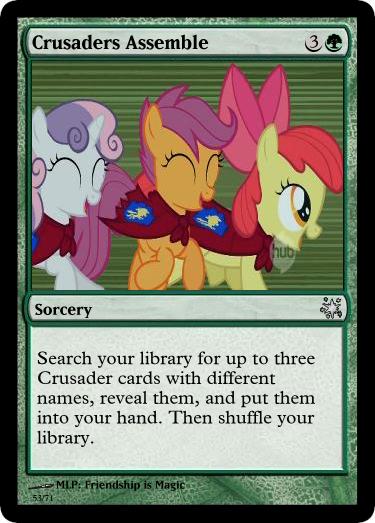 Crusaders Assemble 3
hub
Sorcery
Search your library for up to three
Crusader cards with different
names, reveal them, and put them
into your hand. Then shuffle your
library.
MLP: Friendship is Magic
53/71